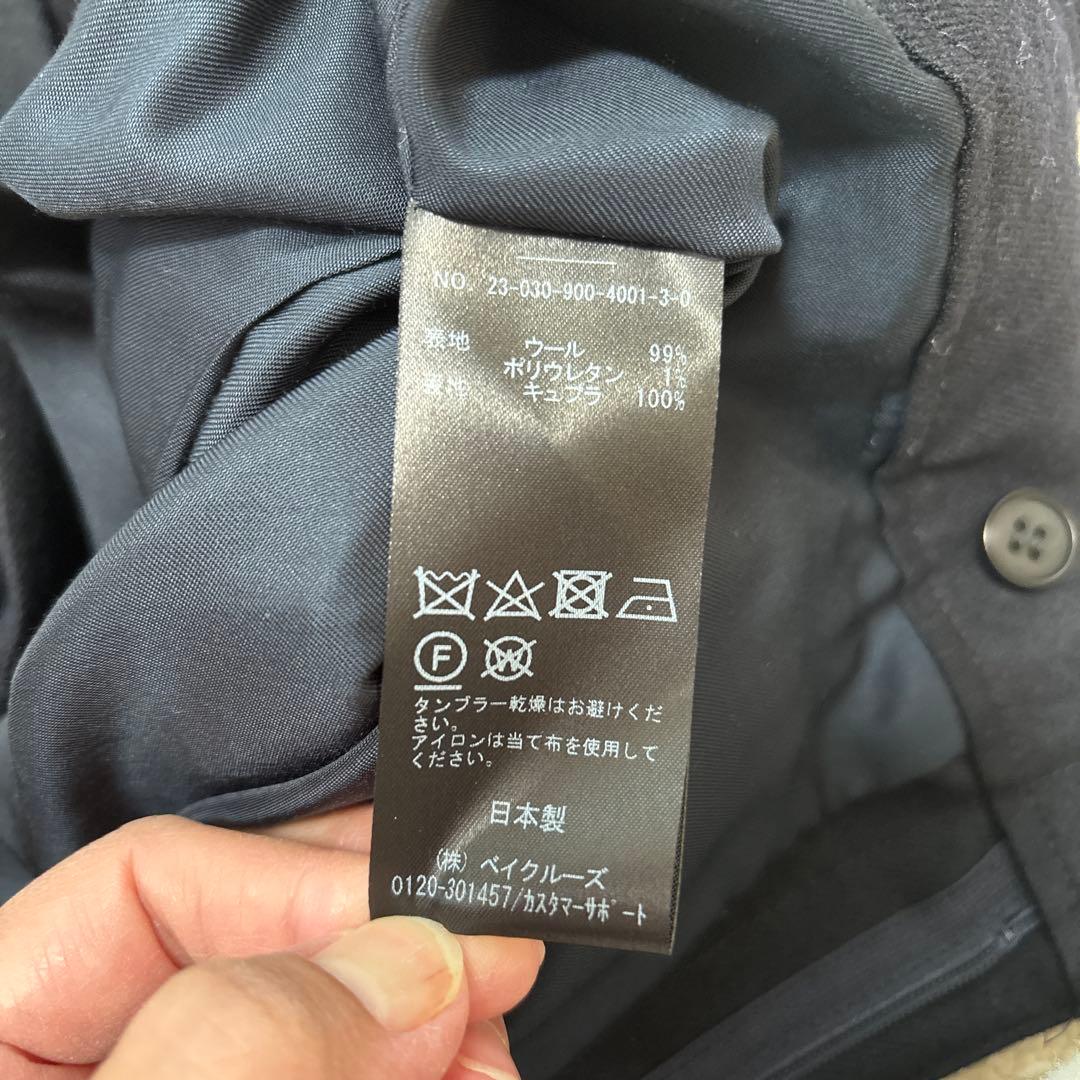 NO. 23-030-900-4001-3-0
表地 ウール 99%
ポリウレタン 1%
裏地 キュプラ 100%
F W
タンブラー乾燥はお避けくだ
さい。
アイロンは当て布を使用して
ください。
日本製
(株) ベイクルーズ
0120-301457/カスタマーサポート